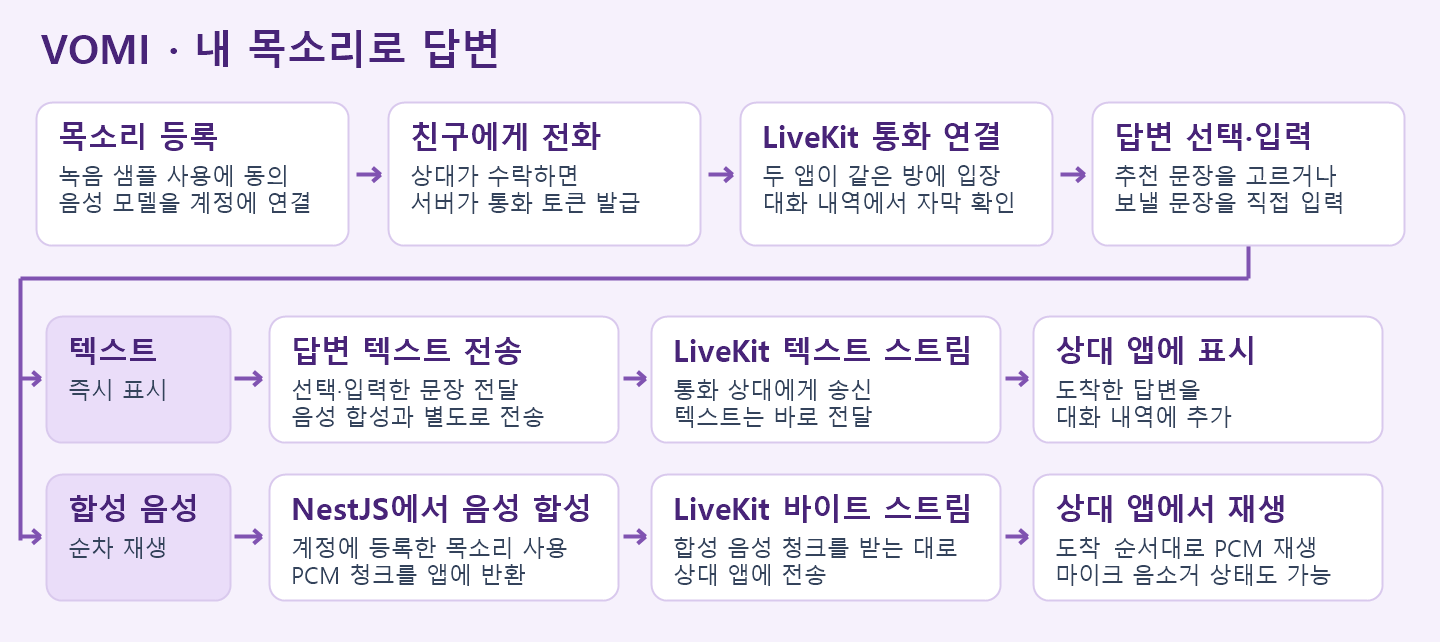 VOMI · 내 목소리로 답변
목소리 등록
녹음 샘플 사용에 동의
음성 모델을 계정에 연결
친구에게 전화
상대가 수락하면
서버가 통화 토큰 발급
LiveKit 통화 연결
두 앱이 같은 방에 입장
대화 내역에서 자막 확인
답변 선택·입력
추천 문장을 고르거나
보낼 문장을 직접 입력
텍스트
즉시 표시
답변 텍스트 전송
선택·입력한 문장 전달
음성 합성과 별도로 전송
LiveKit 텍스트 스트림
통화 상대에게 송신
텍스트는 바로 전달
상대 앱에 표시
도착한 답변을
대화 내역에 추가
합성 음성
순차 재생
NestJS에서 음성 합성
계정에 등록한 목소리 사용
PCM 청크를 앱에 반환
LiveKit 바이트 스트림
합성 음성 청크를 받는 대로
상대 앱에 전송
상대 앱에서 재생
도착 순서대로 PCM 재생
마이크 음소거 상태도 가능